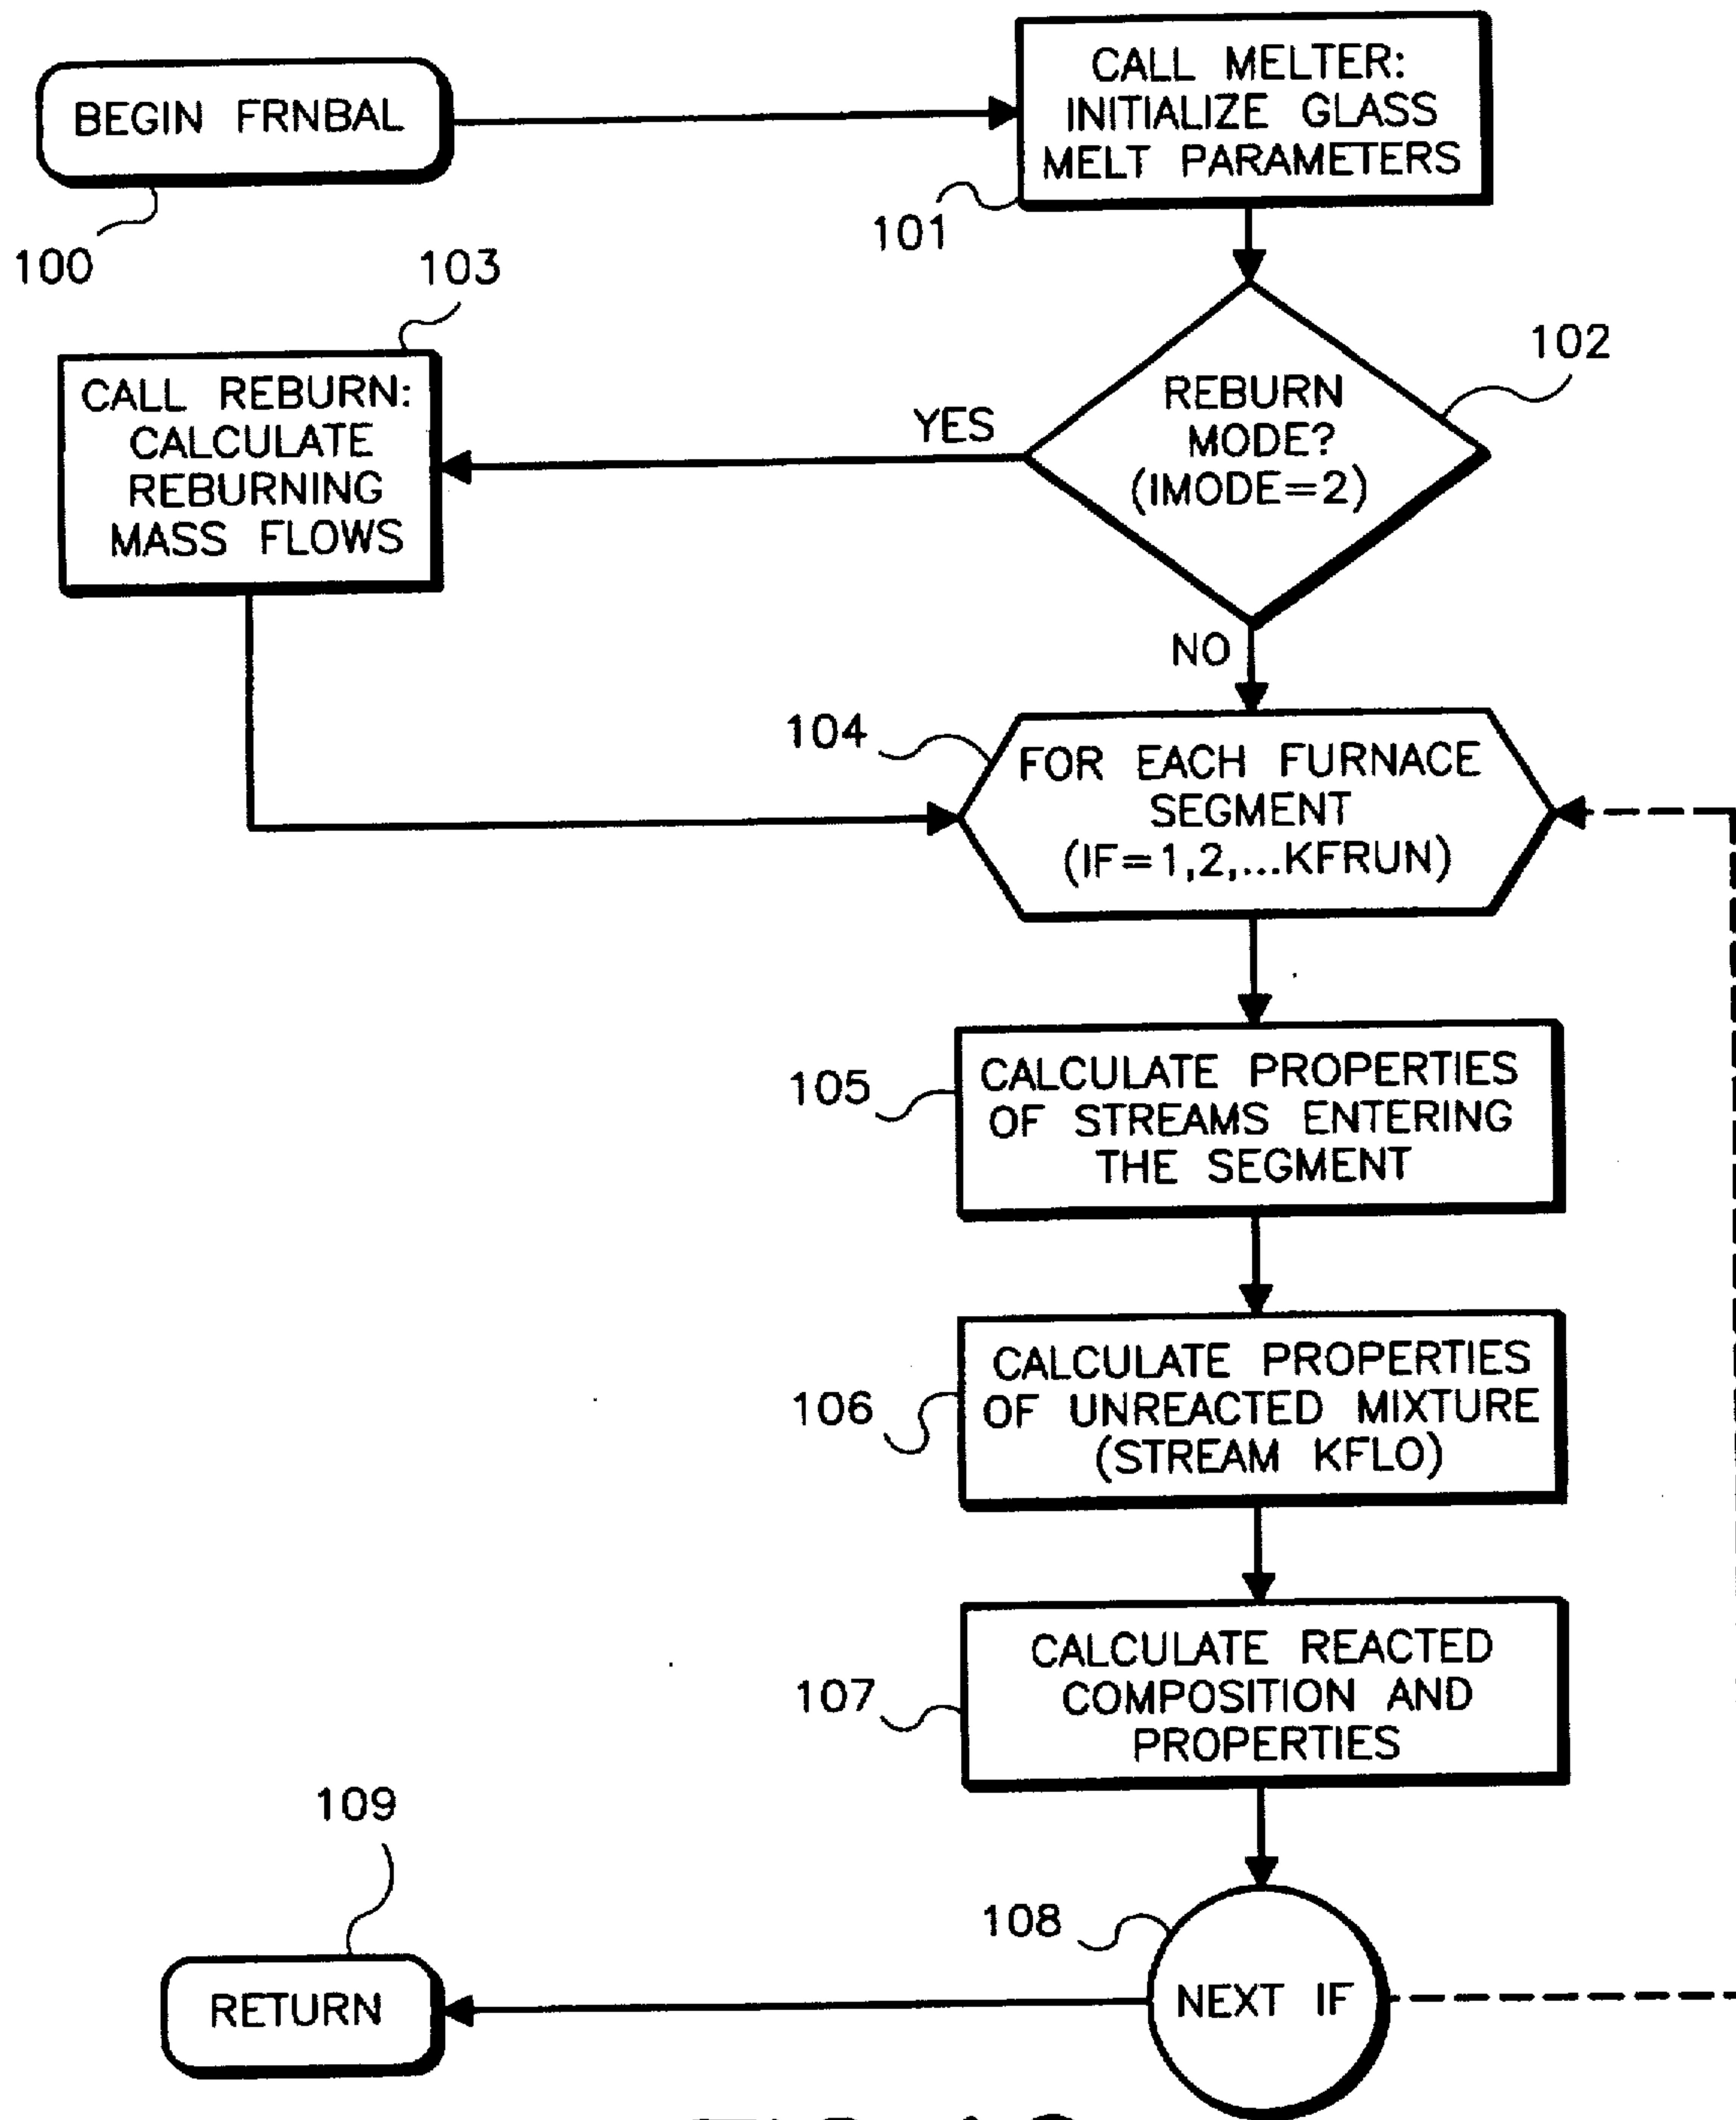 BEGIN FRNBAL
100
CALL MELTER:
INITIALIZE GLASS
MELT PARAMETERS
101
REBURN
MODE?
(IMODE=2)
102
YES
NO
CALL REBURN:
CALCULATE
REBURNING
MASS FLOWS
103
FOR EACH FURNACE
SEGMENT
(IF=1,2,...KFRUN)
104
CALCULATE PROPERTIES
OF STREAMS ENTERING
THE SEGMENT
105
CALCULATE PROPERTIES
OF UNREACTED MIXTURE
(STREAM KFLO)
106
CALCULATE REACTED
COMPOSITION AND
PROPERTIES
107
NEXT IF
108
RETURN
109